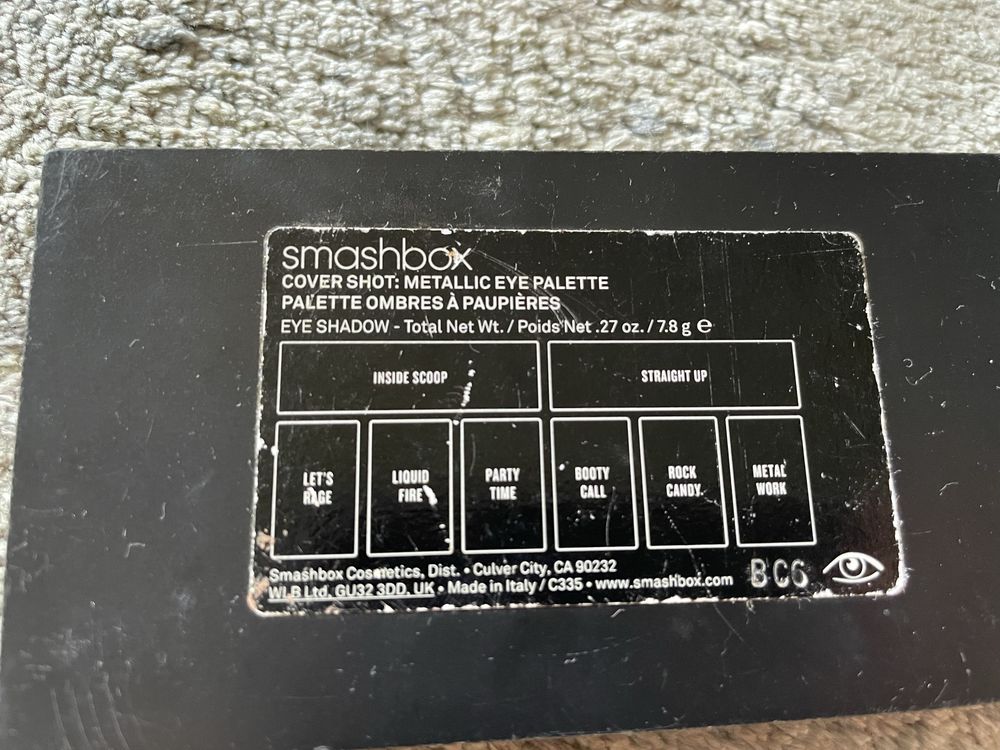 smashbox
COVER SHOT: METALLIC EYE PALETTE
PALETTE OMBRES À PAUPIÈRES
EYE SHADOW - Total Net Wt. / Poids Net .27 oz. / 7.8 g ℮
INSIDE SCOOP
STRAIGHT UP
LET'S
RAGE
LIQUID
FIRE
PARTY
TIME
BOOTY
CALL
ROCK
CANDY
METAL
WORK
Smashbox Cosmetics, Dist. • Culver City, CA 90232
WLB Ltd, GU32 3DD, UK • Made in Italy / C335 • www.smashbox.com
BC6